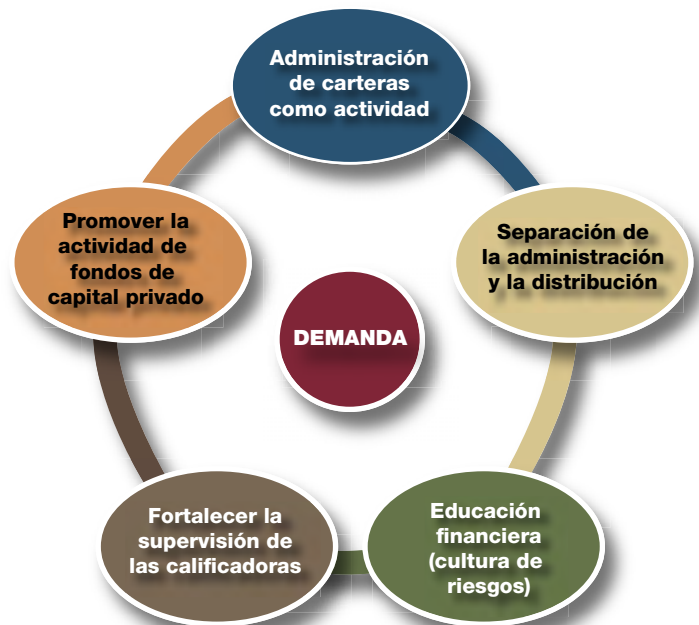 Administración
de carteras
como actividad
Separación de
la administración
y la distribución
Educación
financiera
(cultura de
riesgos)
Fortalecer la
supervisión de
las calificadoras
Promover la
actividad de
fondos de
capital privado
DEMANDA